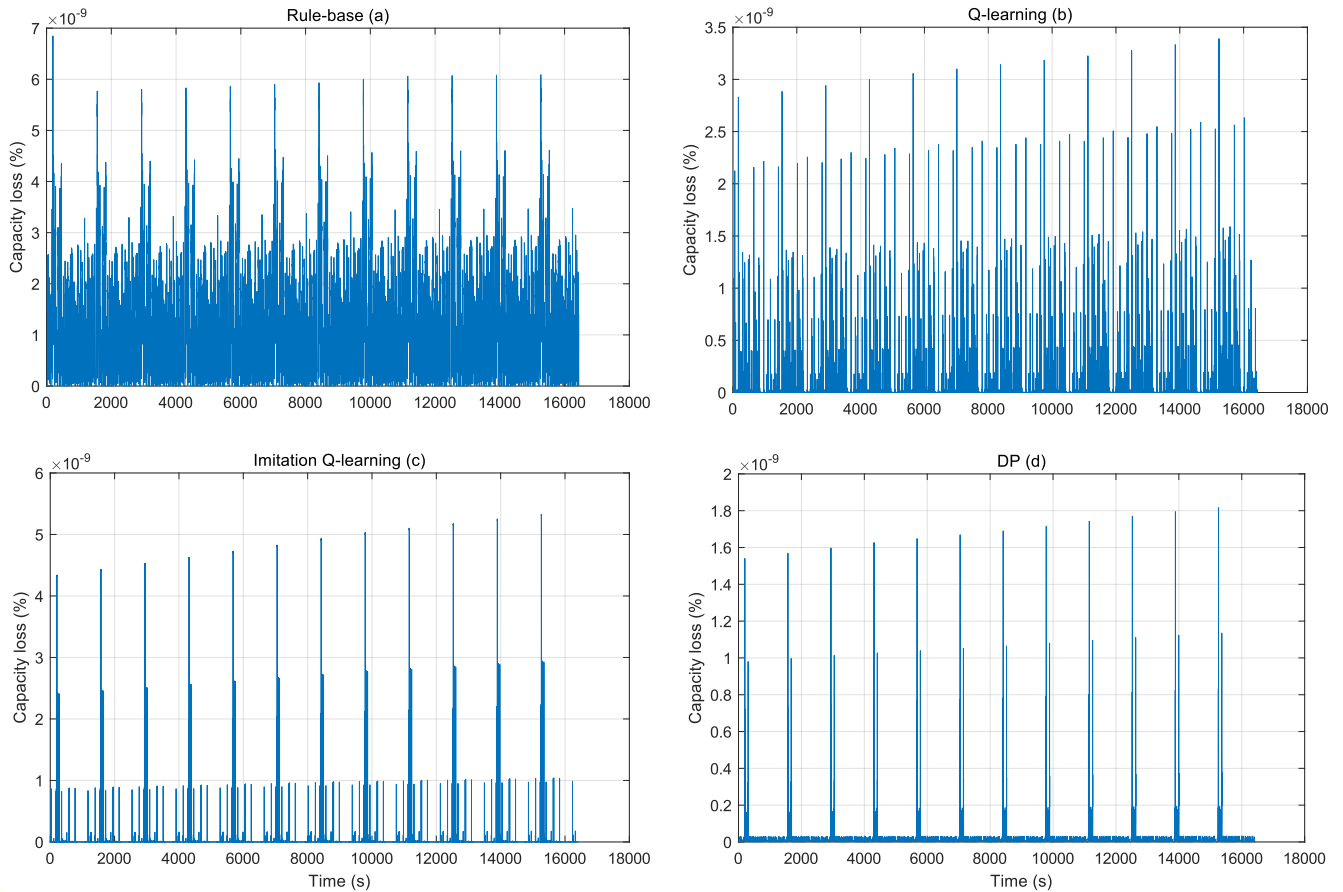 Rule-base (a)
×10-9
7
6
5
4
3
2
1
0
Capacity loss (%)
0 2000 4000 6000 8000 10000 12000 14000 16000 18000
Q-learning (b)
×10-9
3.5
3
2.5
2
1.5
1
0.5
0
Capacity loss (%)
0 2000 4000 6000 8000 10000 12000 14000 16000 18000
Imitation Q-learning (c)
×10-9
6
5
4
3
2
1
0
Capacity loss (%)
0 2000 4000 6000 8000 10000 12000 14000 16000 18000
Time (s)
DP (d)
×10-9
2
1.8
1.6
1.4
1.2
1
0.8
0.6
0.4
0.2
0
Capacity loss (%)
0 2000 4000 6000 8000 10000 12000 14000 16000 18000
Time (s)